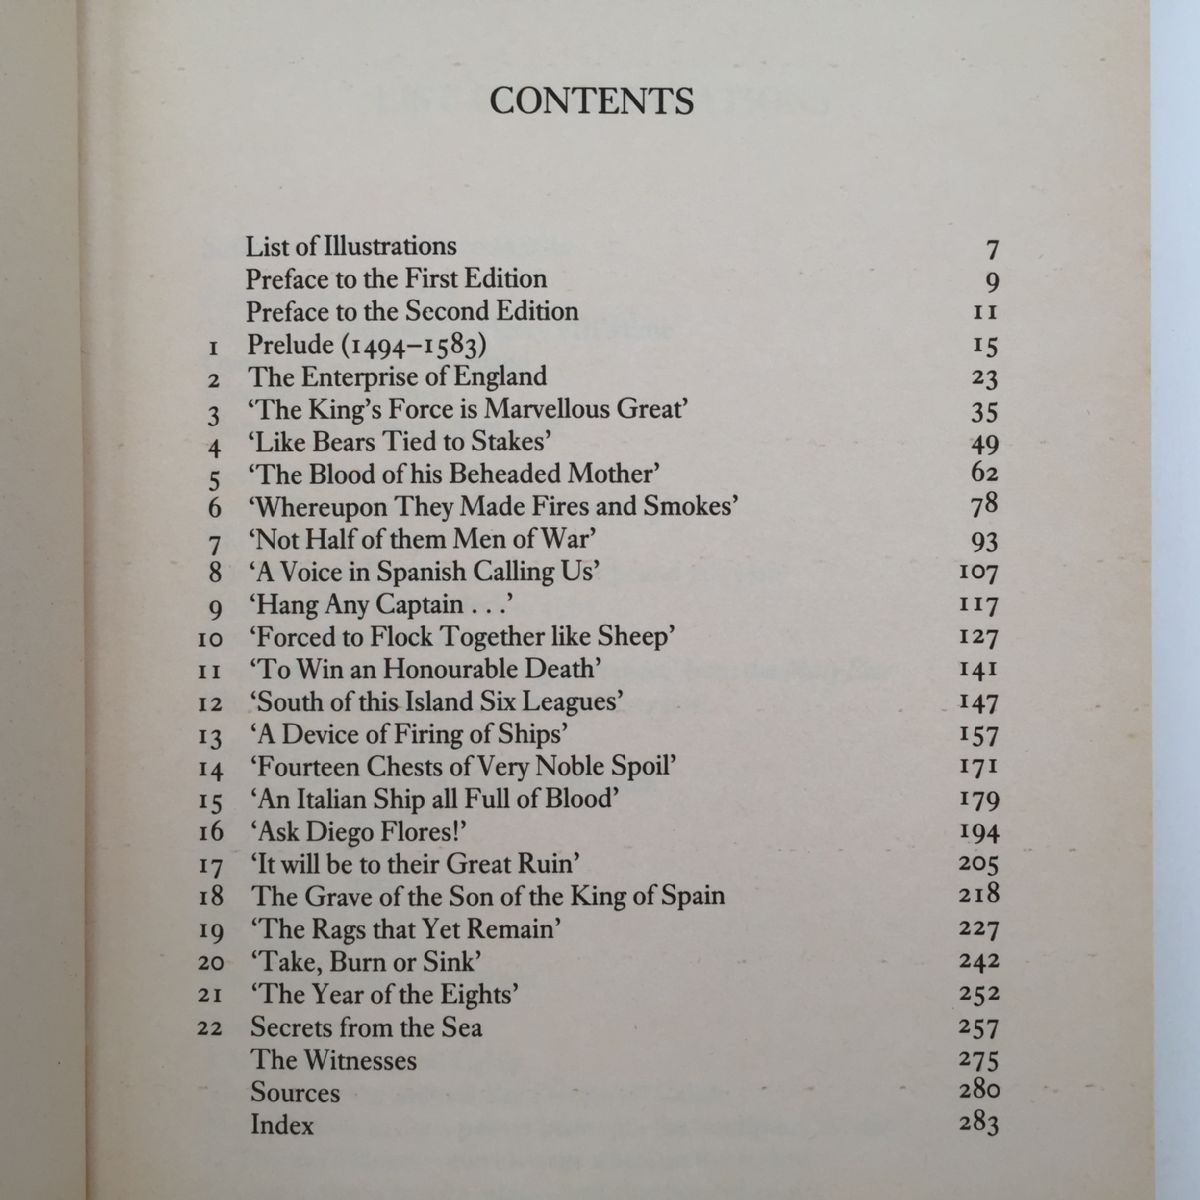 CONTENTS
List of Illustrations 7
Preface to the First Edition 9
Preface to the Second Edition 11
1 Prelude (1494–1583) 15
2 The Enterprise of England 23
3 ‘The King’s Force is Marvellous Great’ 35
4 ‘Like Bears Tied to Stakes’ 49
5 ‘The Blood of his Beheaded Mother’ 62
6 ‘Whereupon They Made Fires and Smokes’ 78
7 ‘Not Half of them Men of War’ 93
8 ‘A Voice in Spanish Calling Us’ 107
9 ‘Hang Any Captain . . .’ 117
10 ‘Forced to Flock Together like Sheep’ 127
11 ‘To Win an Honourable Death’ 141
12 ‘South of this Island Six Leagues’ 147
13 ‘A Device of Firing of Ships’ 157
14 ‘Fourteen Chests of Very Noble Spoil’ 171
15 ‘An Italian Ship all Full of Blood’ 179
16 ‘Ask Diego Flores!’ 194
17 ‘It will be to their Great Ruin’ 205
18 The Grave of the Son of the King of Spain 218
19 ‘The Rags that Yet Remain’ 227
20 ‘Take, Burn or Sink’ 242
21 ‘The Year of the Eights’ 252
22 Secrets from the Sea 257
The Witnesses 275
Sources 280
Index 283